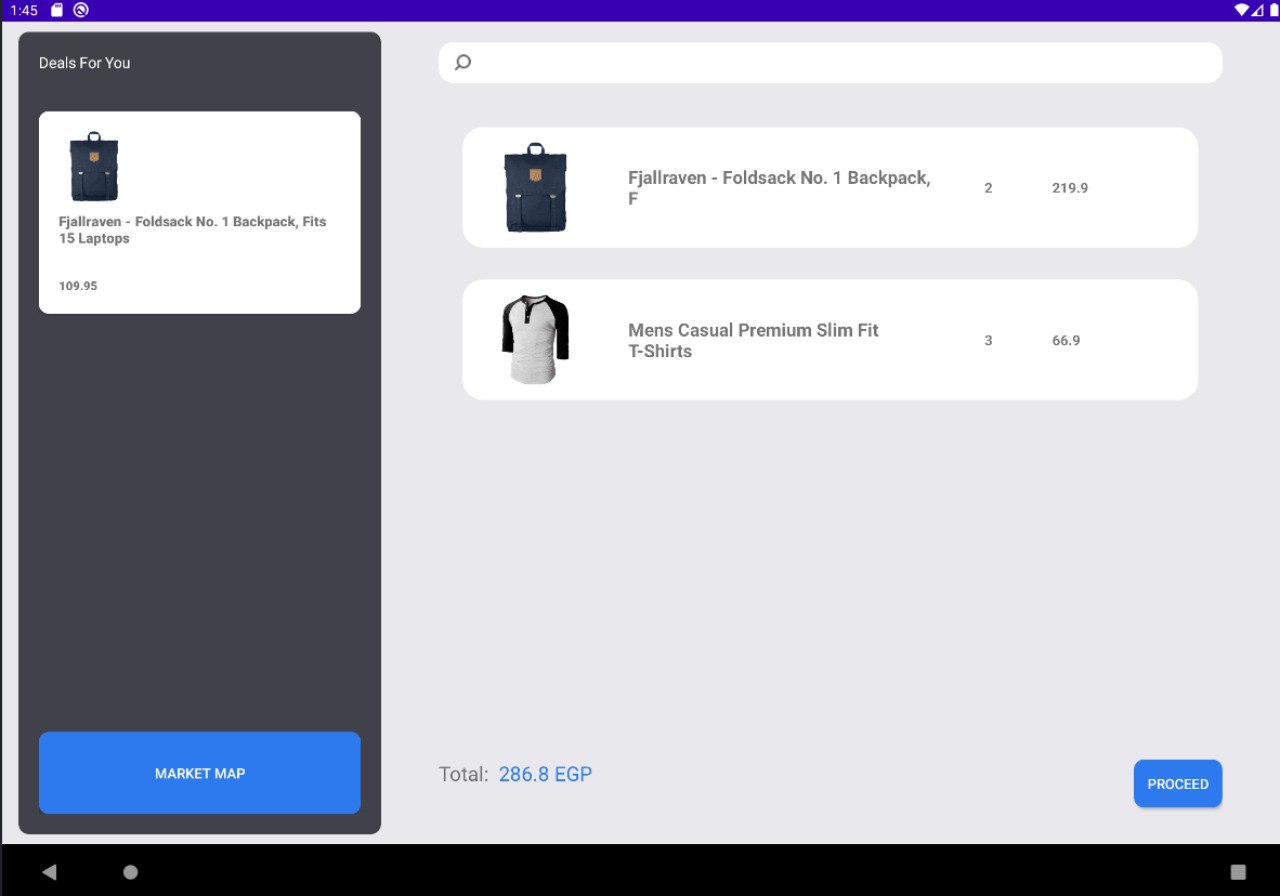 1:45
Deals For You
Fjallraven - Foldsack No. 1 Backpack, Fits
15 Laptops
109.95
MARKET MAP
Fjallraven - Foldsack No. 1 Backpack,
F
2
219.9
Mens Casual Premium Slim Fit
T-Shirts
3
66.9
Total: 286.8 EGP
PROCEED